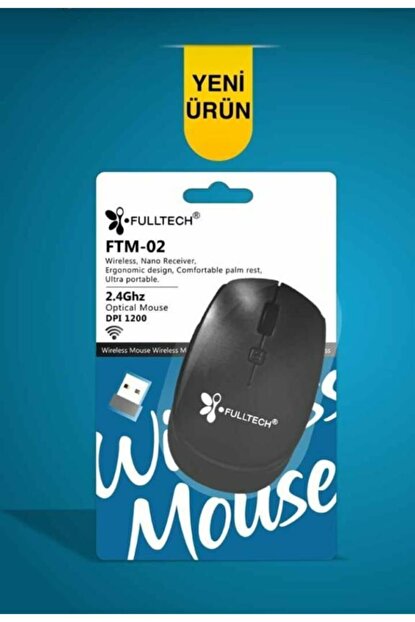 YENİ
ÜRÜN
FULLTECH®
FTM-02
Wireless, Nano Receiver,
Ergonomic design, Comfortable palm rest,
Ultra portable.
2.4Ghz
Optical Mouse
DPI 1200
Wireless Mouse Wireless M
FULLTECH®
Wireless
Mouse